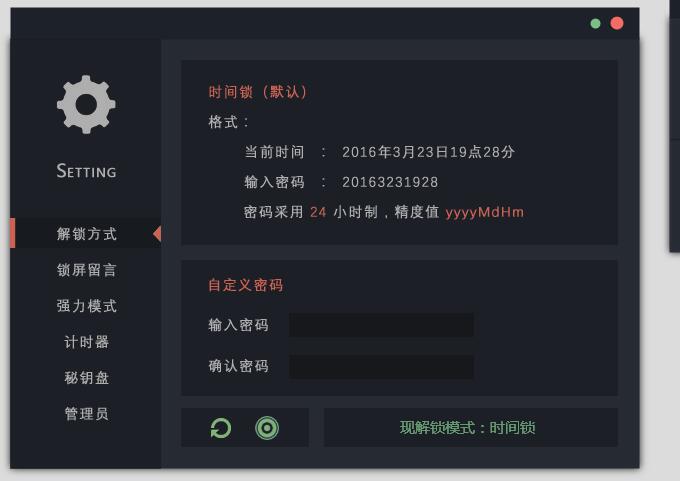 SETTING
解锁方式
锁屏留言
强力模式
计时器
秘钥盘
管理员
时间锁（默认）
格式：
当前时间 ： 2016年3月23日19点28分
输入密码 ： 20163231928
密码采用 24 小时制，精度值 yyyyMdHm
自定义密码
输入密码
确认密码
现解锁模式：时间锁